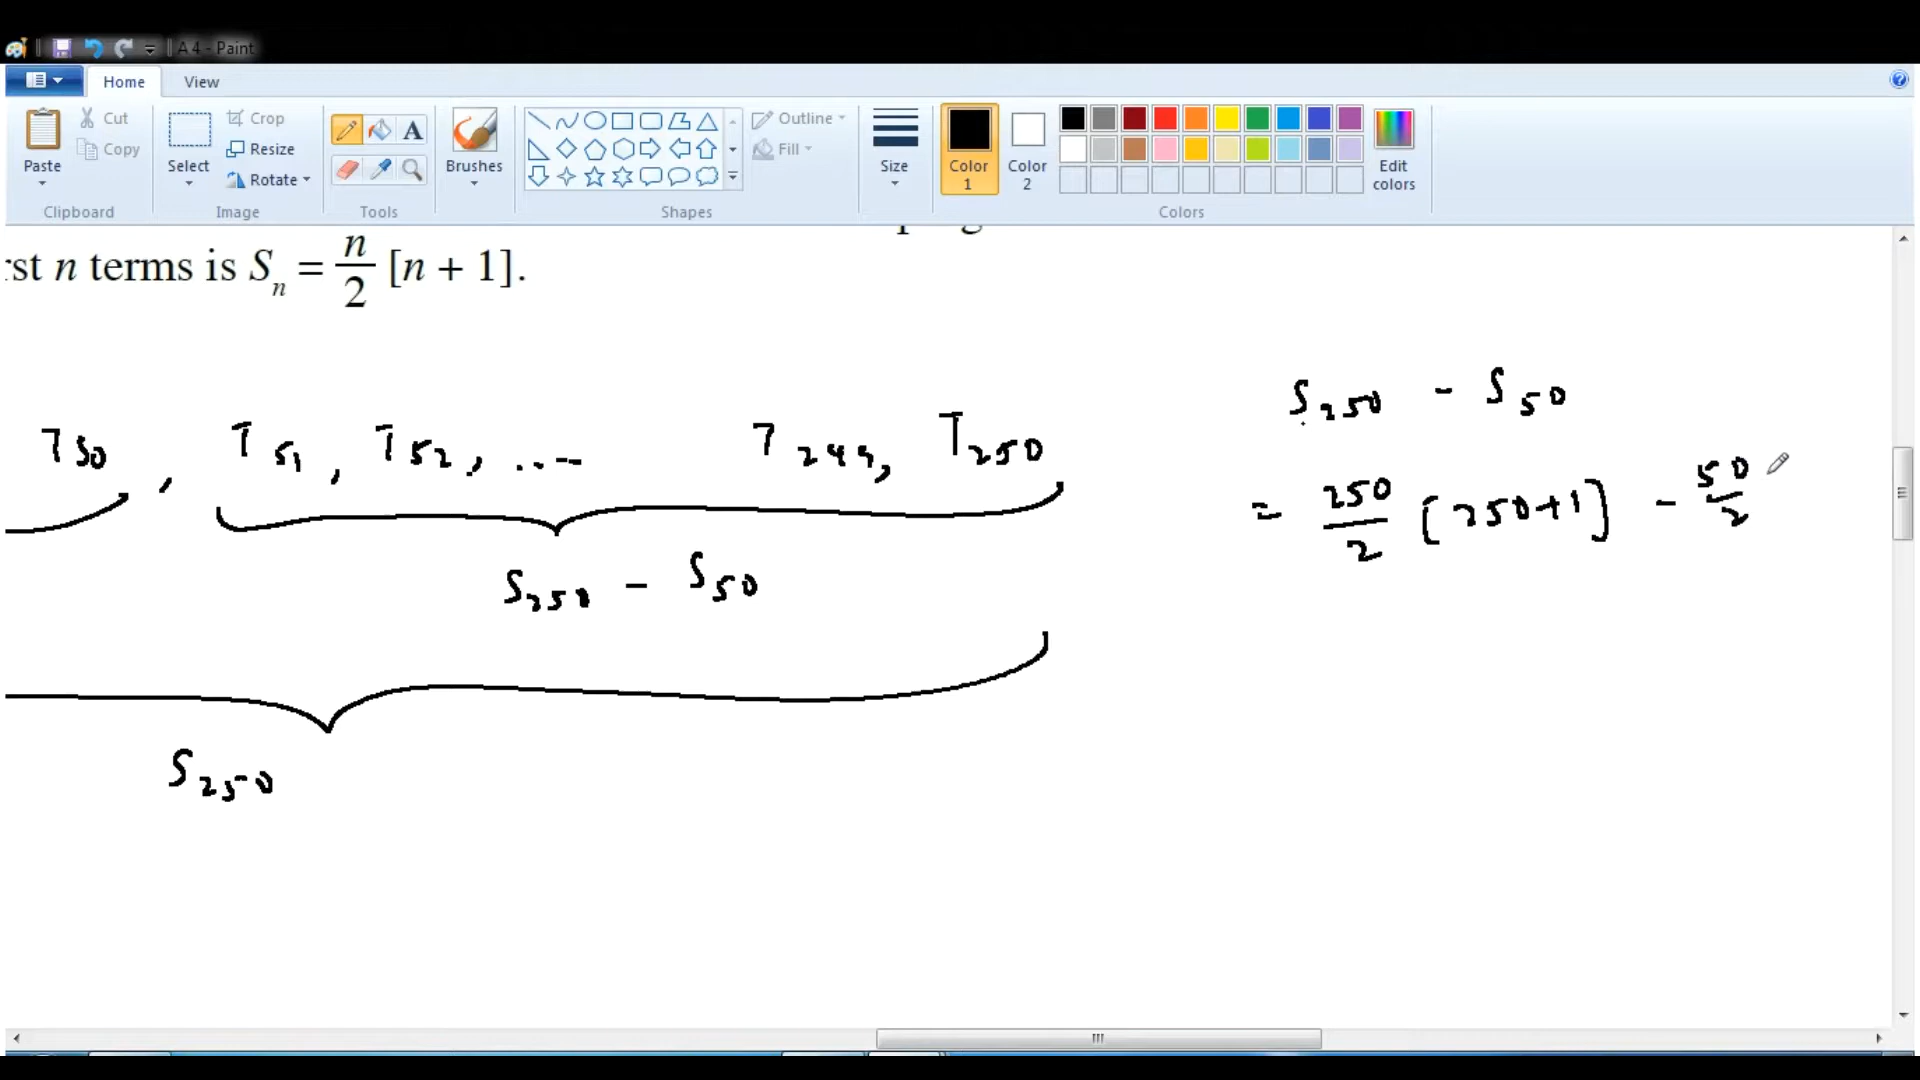 A 4 - Paint
Home View
Paste
Cut
Copy
Clipboard
Select
Crop
Resize
Rotate
Image
A
Tools
Brushes
Shapes
Outline
Fill
Size
Color 1
Color 2
Colors
Edit colors
rst n terms is Sₙ = n/2 [n + 1].
T50, T51, T52, .... T249, T250
S250 - S50
S250
S250 - S50
= 250/2 [250+1] - 50/2